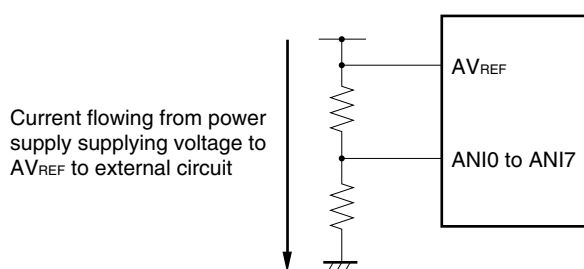 AVREF
Current flowing from power
supply supplying voltage to
AVREF to external circuit
ANI0 to ANI7